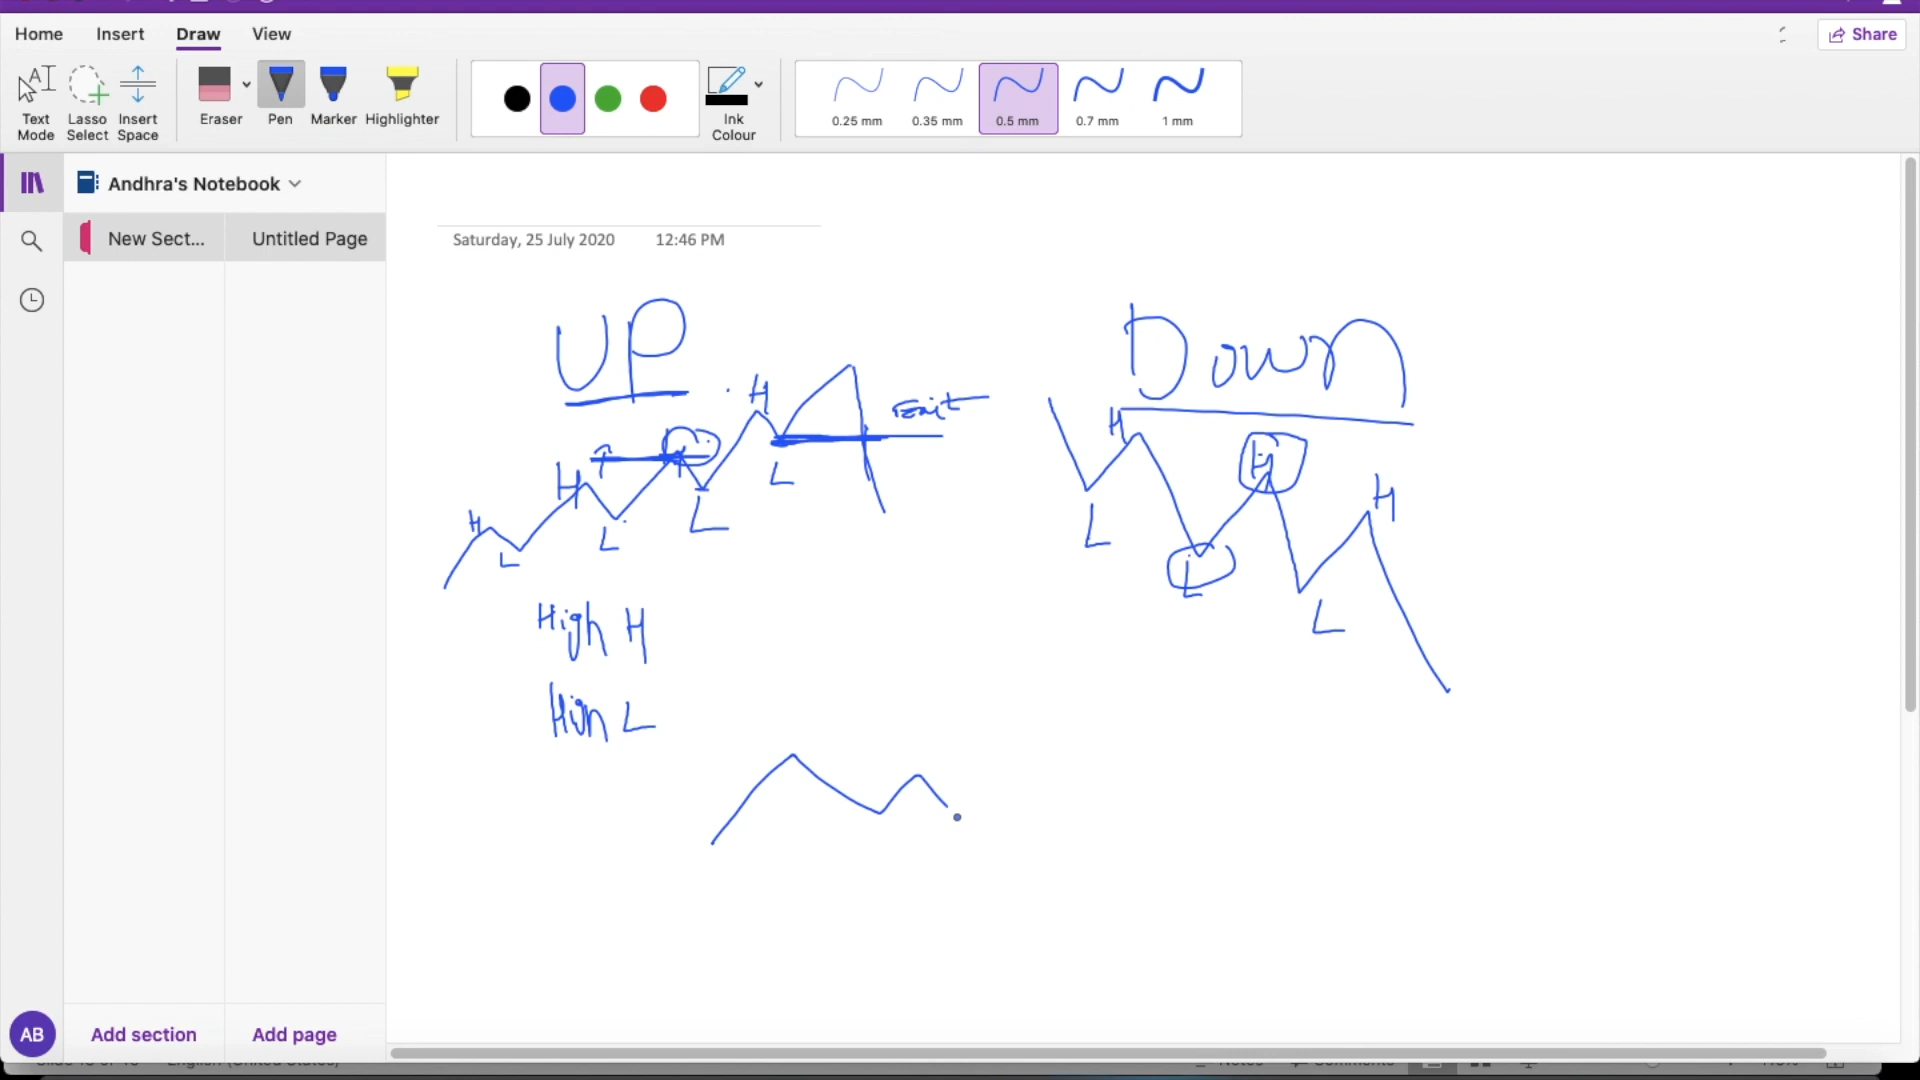 Home Insert Draw View
Share
Text Mode
Lasso Select
Insert Space
Eraser
Pen
Marker
Highlighter
Ink Colour
0.25 mm
0.35 mm
0.5 mm
0.7 mm
1 mm
Andhra's Notebook
New Sect...
Untitled Page
Saturday, 25 July 2020 12:46 PM
UP
Down
H
Exit
H
H
L
H
L
L
H
L
H
L
H
L
L
High H
High L
AB
Add section
Add page